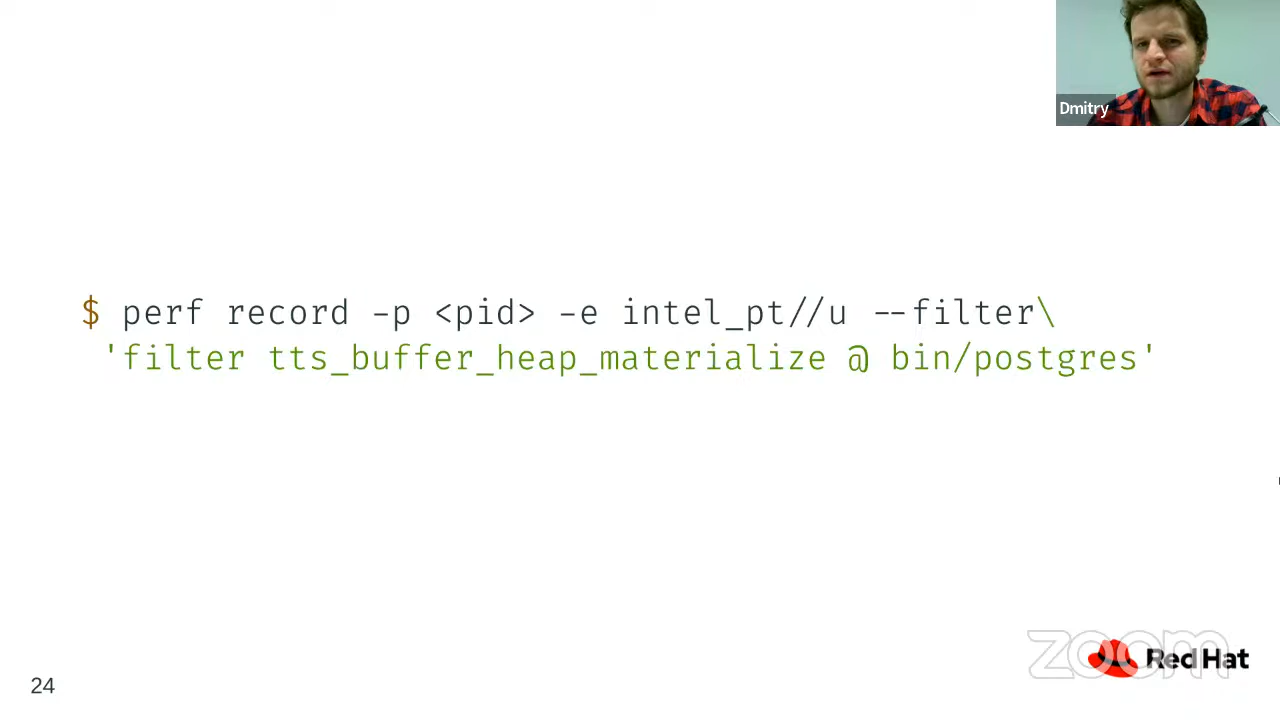 Dmitry
$ perf record -p <pid> -e intel_pt//u --filter\
'filter tts_buffer_heap_materialize @ bin/postgres'
zoom
Red Hat
24